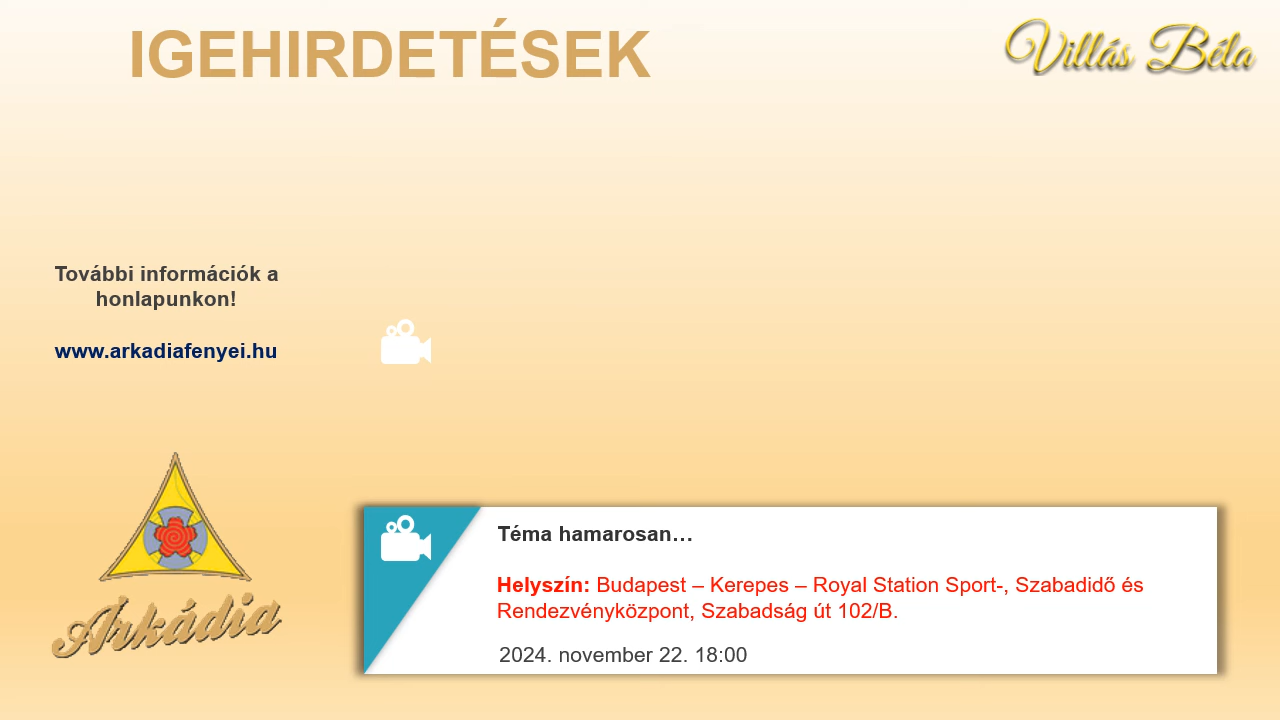 IGEHIRDETÉSEK
Villás Béla
További információk a
honlapunkon!
www.arkadiafenyei.hu
Árkádia
Téma hamarosan…
Helyszín: Budapest – Kerepes – Royal Station Sport-, Szabadidő és
Rendezvényközpont, Szabadság út 102/B.
2024. november 22. 18:00